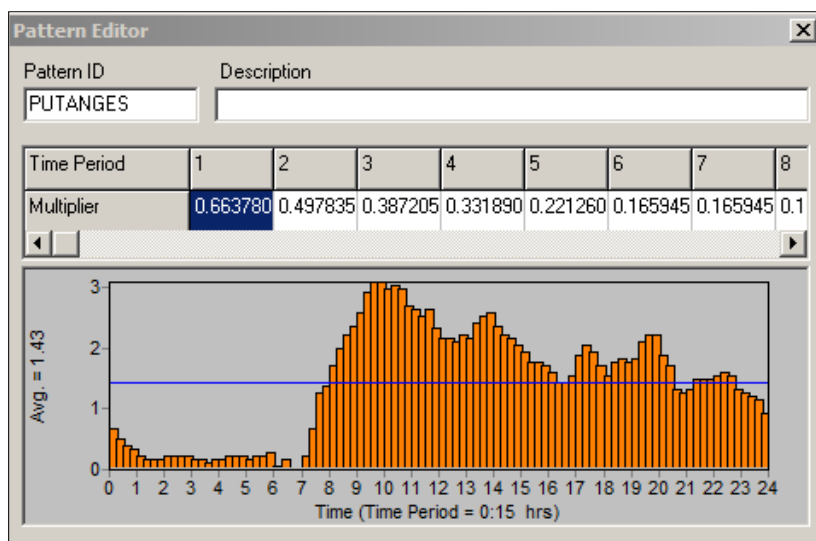 Pattern Editor
Pattern ID Description
PUTANGES
Time Period 1 2 3 4 5 6 7 8
Multiplier 0.663780 0.497835 0.387205 0.331890 0.221260 0.165945 0.165945 0.1
3
2
1
0
Avg. = 1.43
0 1 2 3 4 5 6 7 8 9 10 11 12 13 14 15 16 17 18 19 20 21 22 23 24
Time (Time Period = 0:15 hrs)